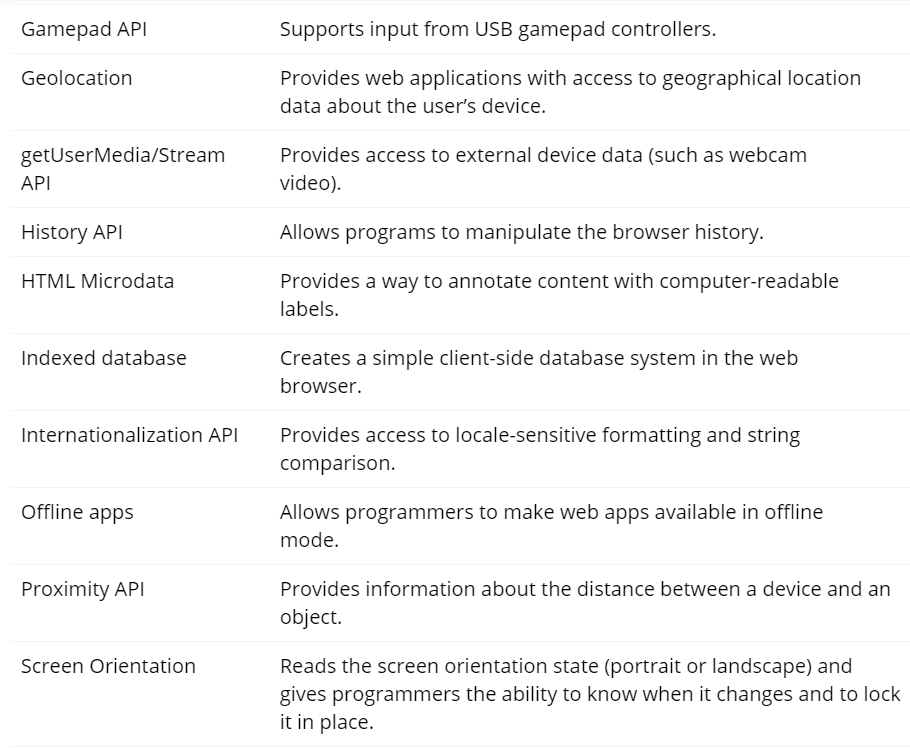 Gamepad API Supports input from USB gamepad controllers.
Geolocation Provides web applications with access to geographical location
data about the user’s device.
getUserMedia/Stream Provides access to external device data (such as webcam
API video).
History API Allows programs to manipulate the browser history.
HTML Microdata Provides a way to annotate content with computer-readable
labels.
Indexed database Creates a simple client-side database system in the web
browser.
Internationalization API Provides access to locale-sensitive formatting and string
comparison.
Offline apps Allows programmers to make web apps available in offline
mode.
Proximity API Provides information about the distance between a device and an
object.
Screen Orientation Reads the screen orientation state (portrait or landscape) and
gives programmers the ability to know when it changes and to lock
it in place.